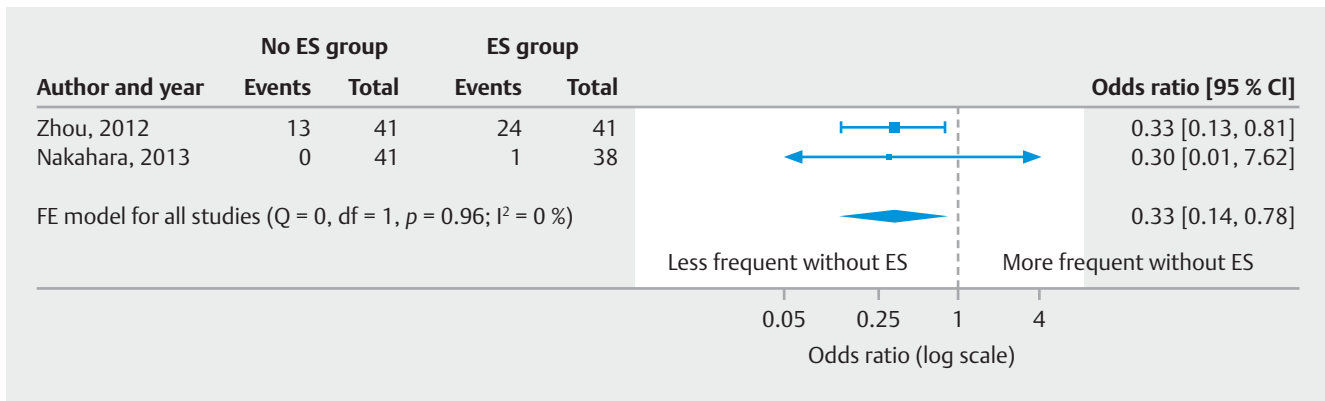 No ES group ES group
Author and year Events Total Events Total Odds ratio [95 % CI]
Zhou, 2012 13 41 24 41 0.33 [0.13, 0.81]
Nakahara, 2013 0 41 1 38 0.30 [0.01, 7.62]
FE model for all studies (Q = 0, df = 1, p = 0.96; I² = 0 %) 0.33 [0.14, 0.78]
Less frequent without ES More frequent without ES
0.05 0.25 1 4
Odds ratio (log scale)